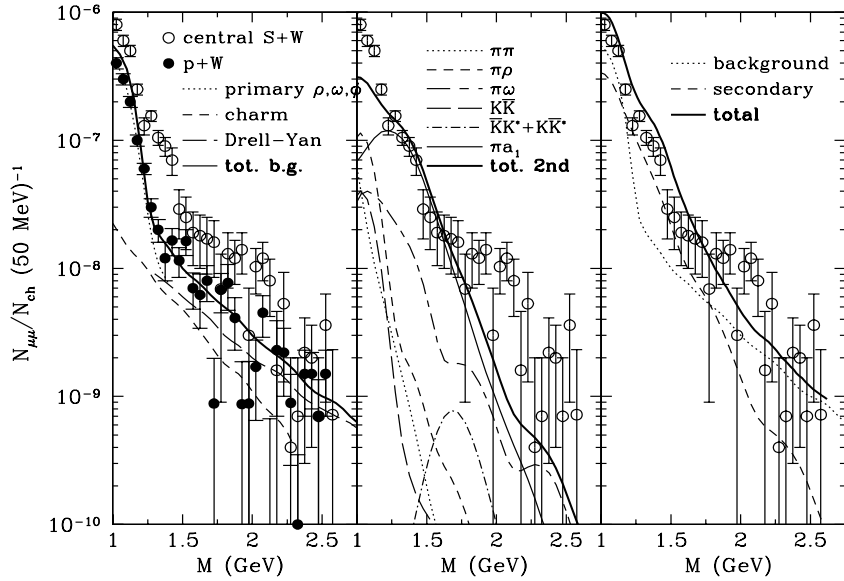 N_μμ/N_ch (50 MeV)⁻¹
10⁻⁶
10⁻⁷
10⁻⁸
10⁻⁹
10⁻¹⁰
central S+W
p+W
primary ρ,ω,φ
charm
Drell−Yan
tot. b.g.
1
1.5
2
2.5
M (GeV)
ππ
πρ
πω
KK̅
K̅K*+KK̅*
πa₁
tot. 2nd
1
1.5
2
2.5
M (GeV)
background
secondary
total
1
1.5
2
2.5
M (GeV)